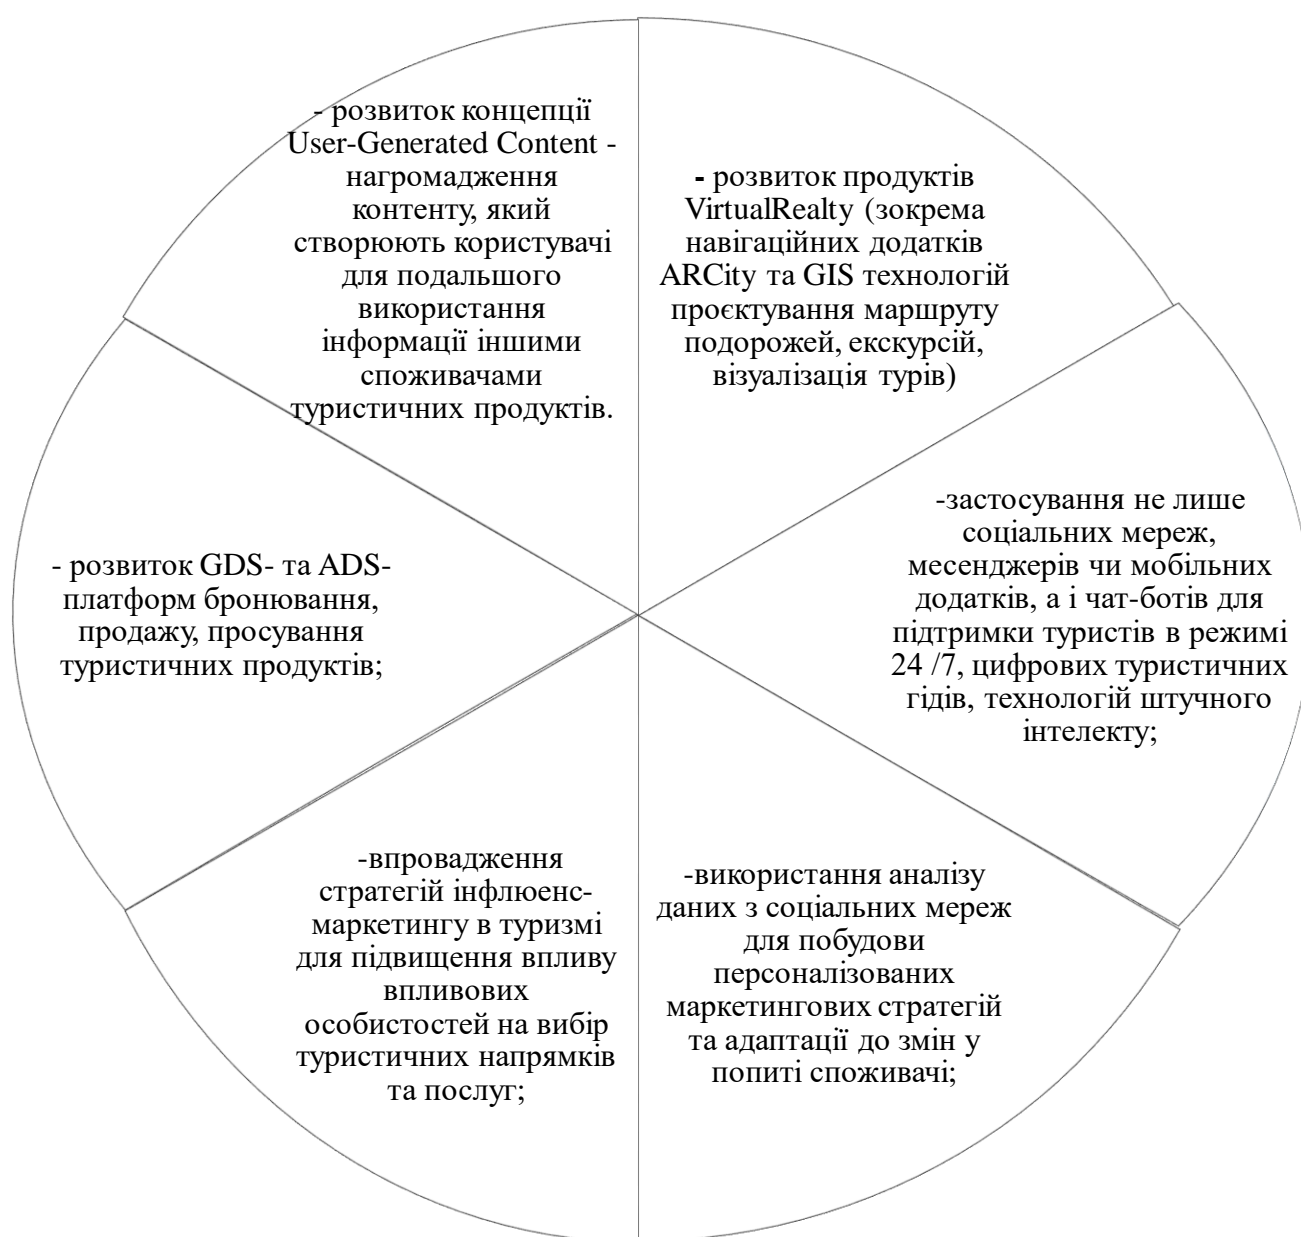 - розвиток концепції
User-Generated Content -
нагромадження
контенту, який
створюють користувачі
для подальшого
використання
інформації іншими
споживачами
туристичних продуктів.
- розвиток продуктів
VirtualRealty (зокрема
навігаційних додатків
ARCity та GIS технологій
проєктування маршруту
подорожей, екскурсій,
візуалізація турів)
-застосування не лише
соціальних мереж,
месенджерів чи мобільних
додатків, а і чат-ботів для
підтримки туристів в режимі
24 /7, цифрових туристичних
гідів, технологій штучного
інтелекту;
-використання аналізу
даних з соціальних мереж
для побудови
персоналізованих
маркетингових стратегій
та адаптації до змін у
попиті споживачі;
-впровадження
стратегій інфлюенс-
маркетингу в туризмі
для підвищення впливу
впливових
особистостей на вибір
туристичних напрямків
та послуг;
- розвиток GDS- та ADS-
платформ бронювання,
продажу, просування
туристичних продуктів;